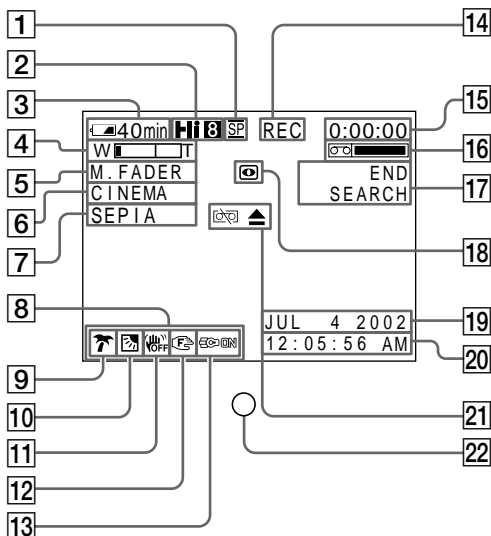 1
14
2
3
15
40min Hi8 SP REC 0:00:00
4
W T
16
5
M.FADER
END
17
6
CINEMA
SEARCH
7
SEPIA
18
8
JUL 4 2002
19
OFF F ON
12:05:56 AM
20
9
10
21
11
22
12
13